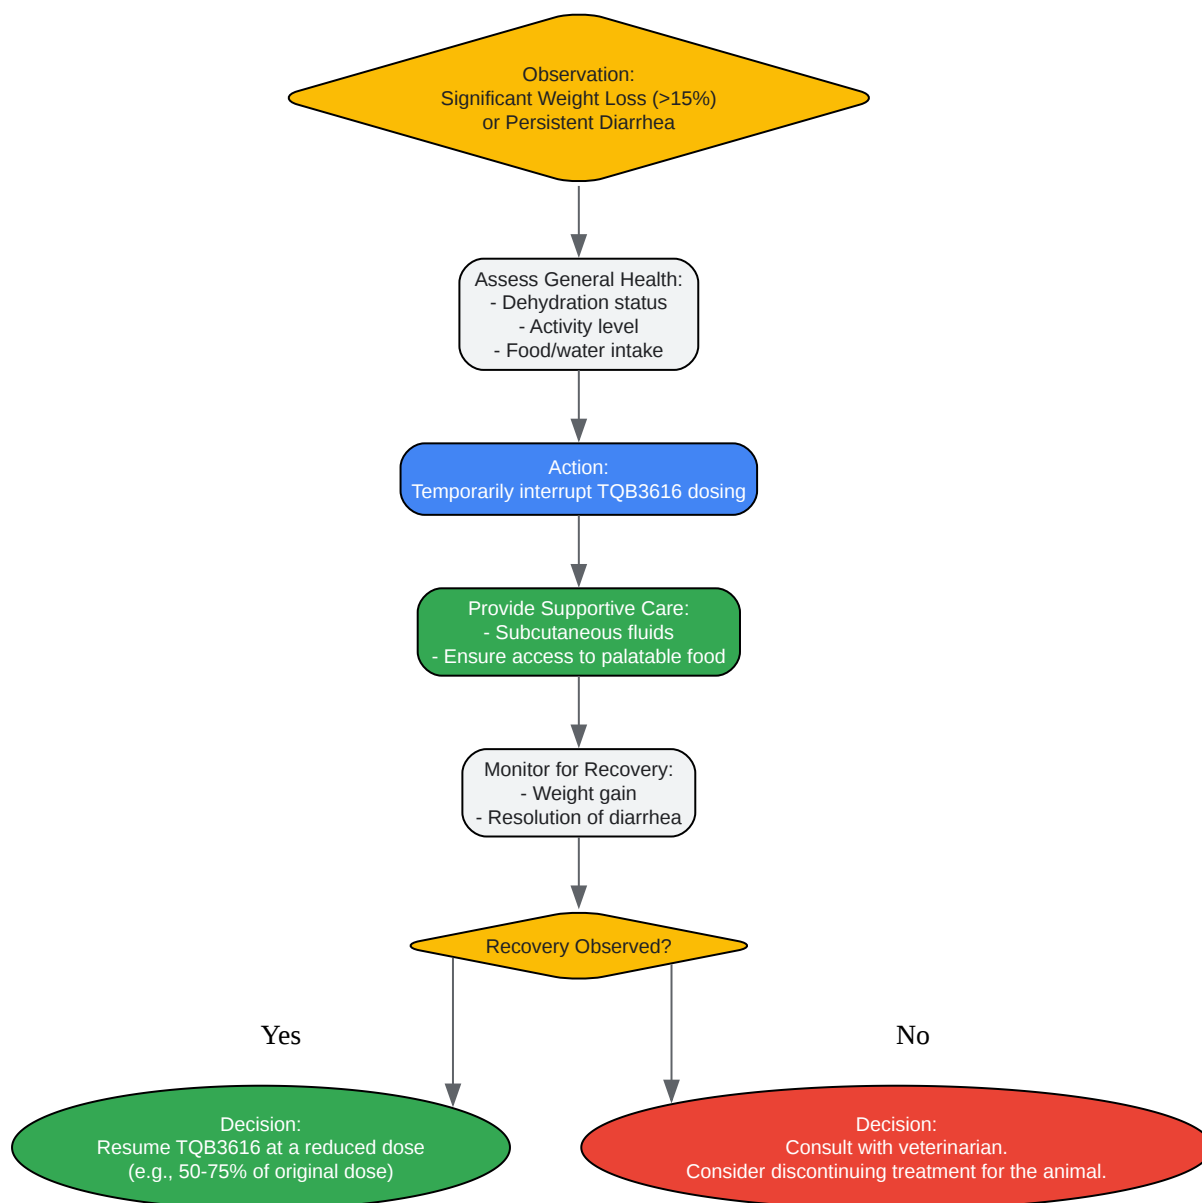 Observation:
Significant Weight Loss (>15%)
or Persistent Diarrhea
Assess General Health:
- Dehydration status
- Activity level
- Food/water intake
Action:
Temporarily interrupt TQB3616 dosing
Provide Supportive Care:
- Subcutaneous fluids
- Ensure access to palatable food
Monitor for Recovery:
- Weight gain
- Resolution of diarrhea
Recovery Observed?
Yes
No
Decision:
Resume TQB3616 at a reduced dose
(e.g., 50-75% of original dose)
Decision:
Consult with veterinarian.
Consider discontinuing treatment for the animal.